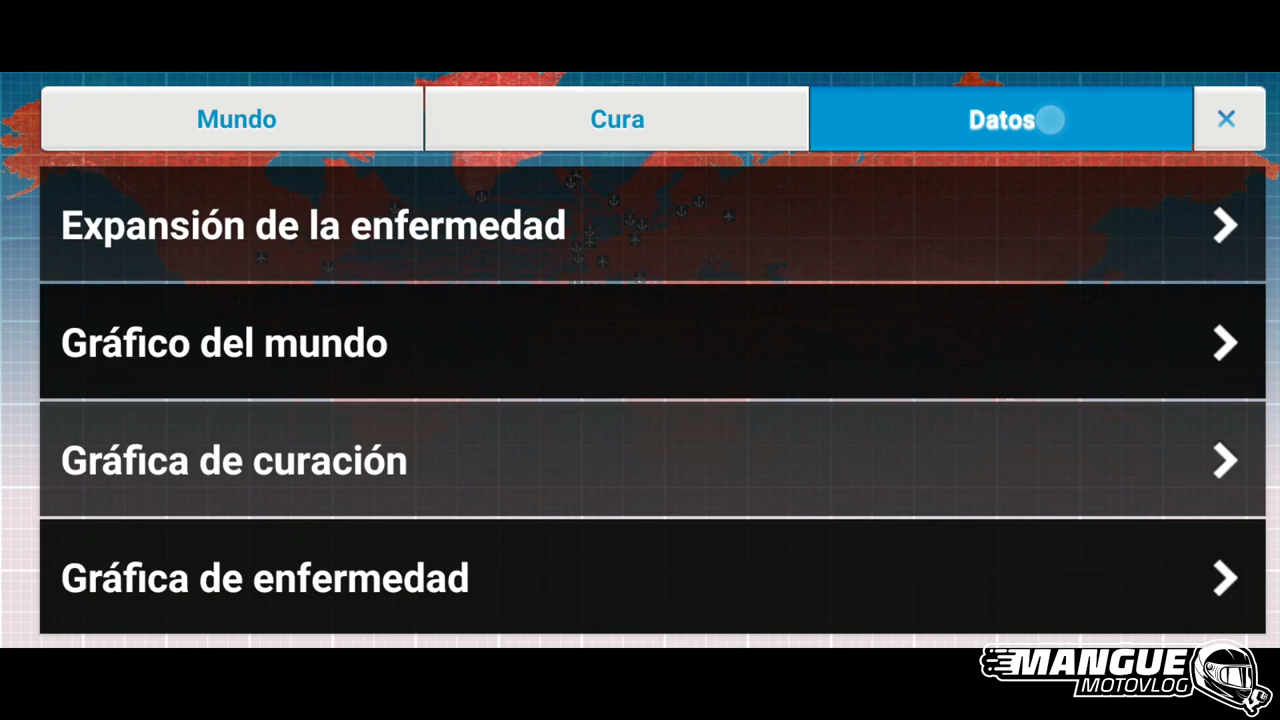 Mundo
Cura
Datos
Expansión de la enfermedad
Gráfico del mundo
Gráfica de curación
Gráfica de enfermedad
MANGUE
MOTOVLOG